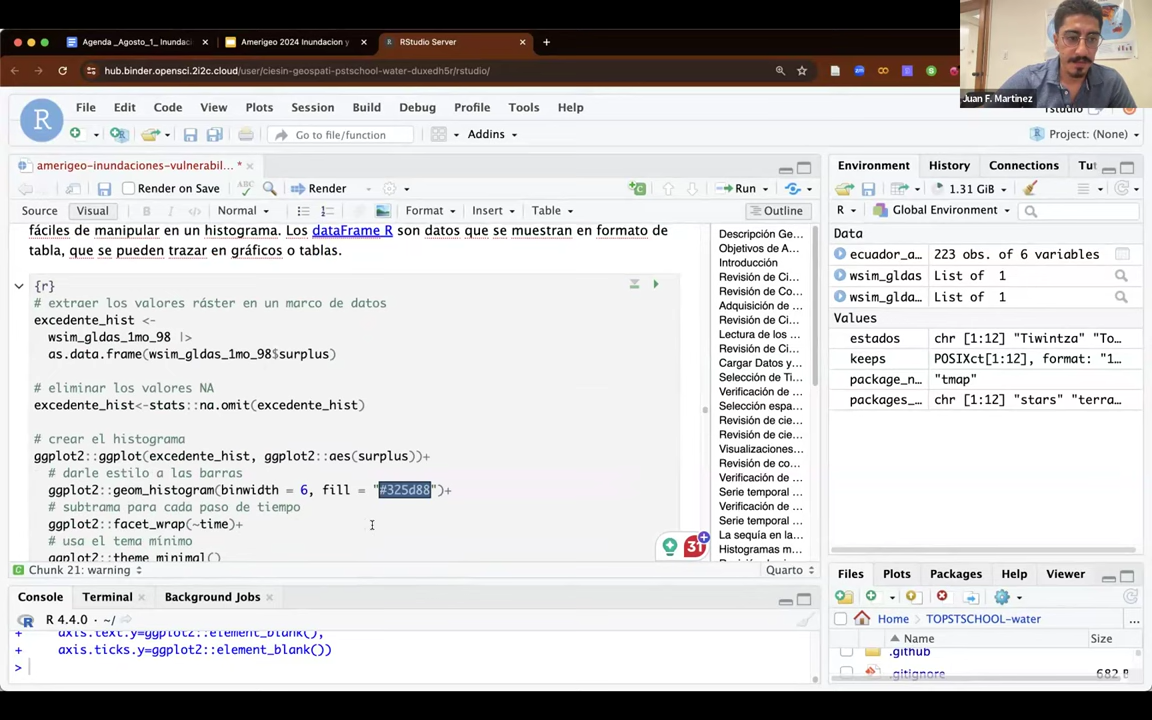 Agenda _Agosto_1_ Inundaci
Amerigeo 2024 Inundacion y
RStudio Server
hub.binder.opensci.2i2c.cloud/user/ciesin-geospati-pstschool-water-duxedh5r/rstudio/
Juan F. Martinez
rstudio
File Edit Code View Plots Session Build Debug Profile Tools Help
Go to file/function
Addins
Project: (None)
amerigeo-inundaciones-vulnerabil... *
Render on Save
Render
Run
Source Visual
Normal
Format
Insert
Table
Outline
fáciles de manipular en un histograma. Los dataFrame R son datos que se muestran en formato de
tabla, que se pueden trazar en gráficos o tablas.
{r}
# extraer los valores ráster en un marco de datos
excedente_hist <-
wsim_gldas_1mo_98 |>
as.data.frame(wsim_gldas_1mo_98$surplus)
# eliminar los valores NA
excedente_hist<-stats::na.omit(excedente_hist)
# crear el histograma
ggplot2::ggplot(excedente_hist, ggplot2::aes(surplus))+
# darle estilo a las barras
ggplot2::geom_histogram(binwidth = 6, fill = "#325d88")+
# subtrama para cada paso de tiempo
ggplot2::facet_wrap(~time)+
# usa el tema mínimo
ggplot2::theme_minimal()
31
Chunk 21: warning
Quarto
Descripción Ge...
Objetivos de A...
Introducción
Revisión de Ci...
Revisión de Co...
Adquisición de ...
Revisión de Ci...
Lectura de los ...
Revisión de Ci...
Cargar Datos y...
Selección de Ti...
Verificación de ...
Selección espa...
Revisión de cie...
Revisión de cie...
Visualizaciones...
Revisión de co...
Verificación de ...
Serie temporal ...
Verificación de ...
Serie temporal ...
La sequía en la...
Histogramas m...
Console Terminal Background Jobs
R 4.4.0 · ~/
+ axis.text.y=ggplot2::element_blank(),
+ axis.ticks.y=ggplot2::element_blank())
>
Environment History Connections Tut
1.31 GiB
R
Global Environment
Data
ecuador_a... 223 obs. of 6 variables
wsim_gldas List of 1
wsim_glda... List of 1
Values
estados chr [1:12] "Tiwintza" "To...
keeps POSIXct[1:12], format: "1...
package_n... "tmap"
packages_... chr [1:12] "stars" "terra...
Files Plots Packages Help Viewer
Home TOPSTSCHOOL-water
...
Name Size
.github
.gitignore 682 B